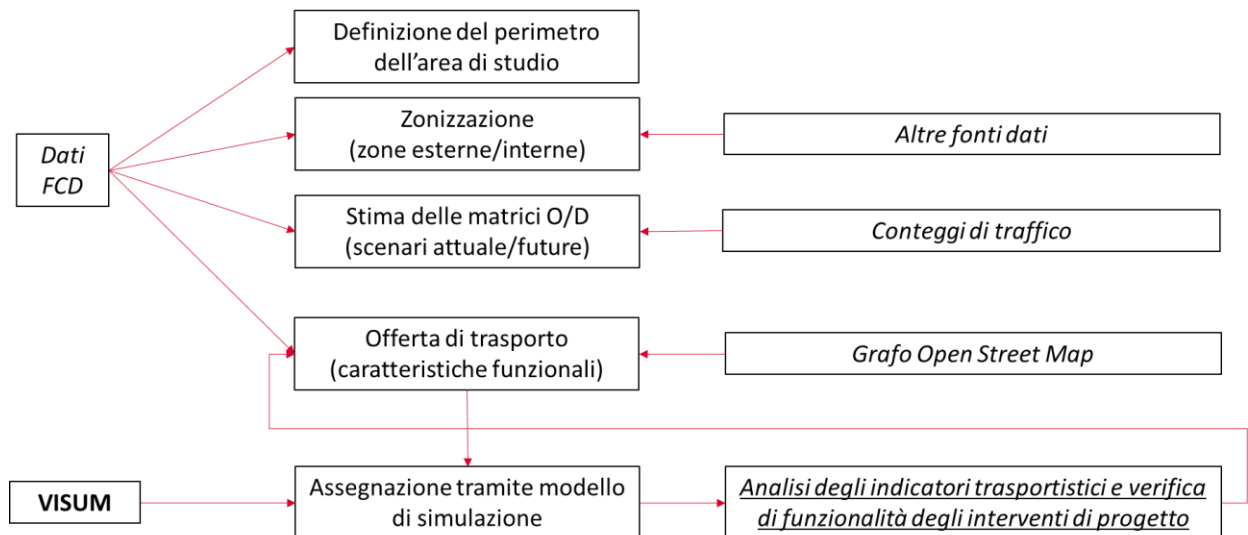 Definizione del perimetro
dell'area di studio
Dati
FCD
Zonizzazione
(zone esterne/interne)
Altre fonti dati
Stima delle matrici O/D
(scenari attuale/future)
Conteggi di traffico
Offerta di trasporto
(caratteristiche funzionali)
Grafo Open Street Map
VISUM
Assegnazione tramite modello
di simulazione
Analisi degli indicatori trasportistici e verifica
di funzionalità degli interventi di progetto